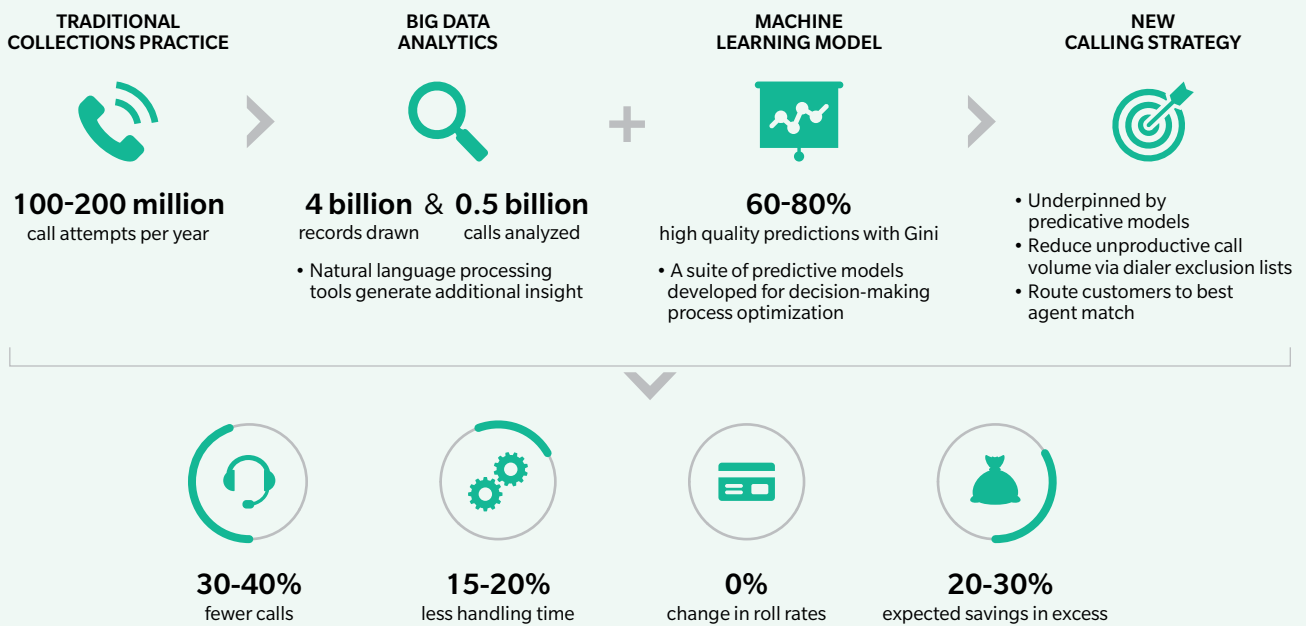 TRADITIONAL
COLLECTIONS PRACTICE
100-200 million
call attempts per year
BIG DATA
ANALYTICS
4 billion & 0.5 billion
records drawn calls analyzed
• Natural language processing
tools generate additional insight
MACHINE
LEARNING MODEL
60-80%
high quality predictions with Gini
• A suite of predictive models
developed for decision-making
process optimization
NEW
CALLING STRATEGY
• Underpinned by
predicative models
• Reduce unproductive call
volume via dialer exclusion lists
• Route customers to best
agent match
30-40%
fewer calls
15-20%
less handling time
0%
change in roll rates
20-30%
expected savings in excess